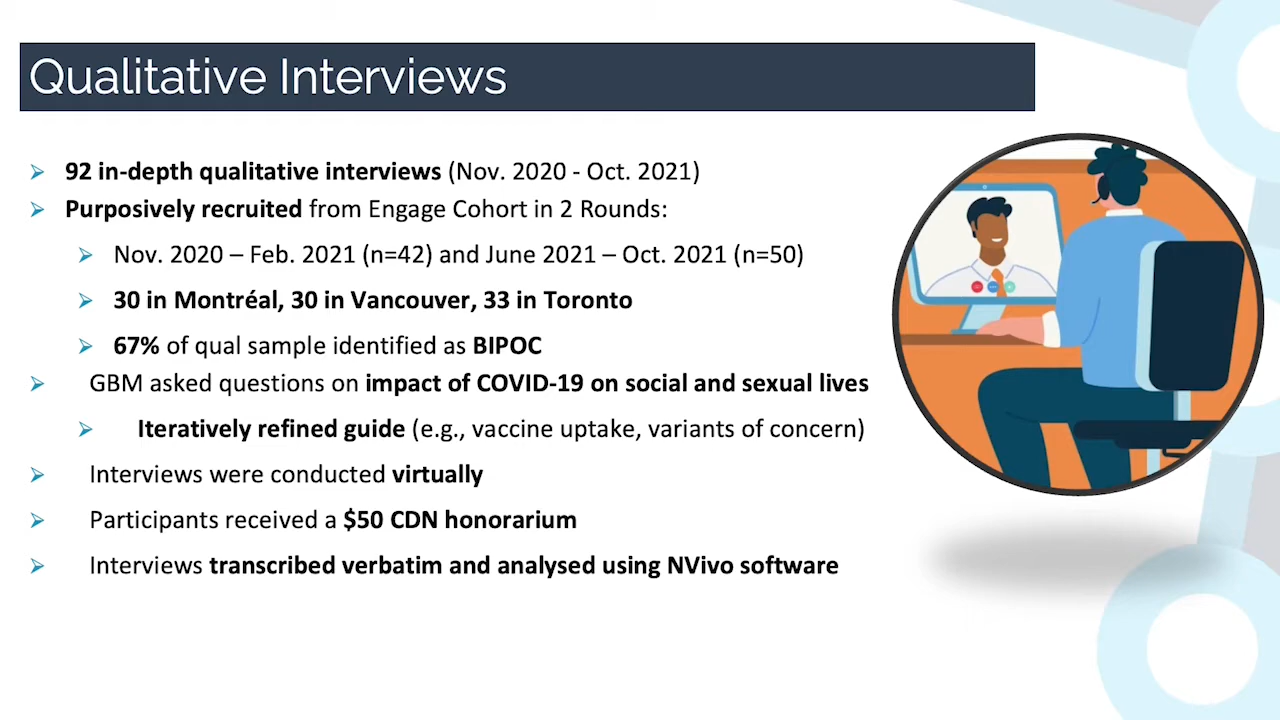 Qualitative Interviews
92 in-depth qualitative interviews (Nov. 2020 - Oct. 2021)
Purposively recruited from Engage Cohort in 2 Rounds:
Nov. 2020 – Feb. 2021 (n=42) and June 2021 – Oct. 2021 (n=50)
30 in Montréal, 30 in Vancouver, 33 in Toronto
67% of qual sample identified as BIPOC
GBM asked questions on impact of COVID-19 on social and sexual lives
Iteratively refined guide (e.g., vaccine uptake, variants of concern)
Interviews were conducted virtually
Participants received a $50 CDN honorarium
Interviews transcribed verbatim and analysed using NVivo software